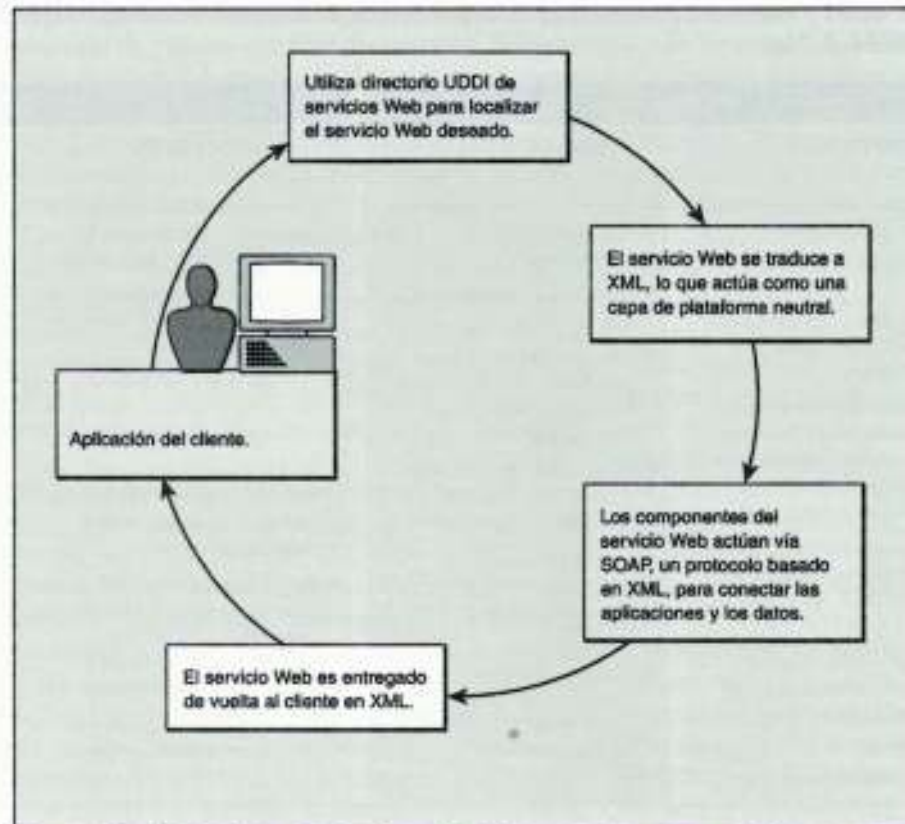 Utiliza directorio UDDI de
servicios Web para localizar
el servicio Web deseado.
El servicio Web se traduce a
XML, lo que actúa como una
capa de plataforma neutral.
Los componentes del
servicio Web actúan vía
SOAP, un protocolo basado
en XML, para conectar las
aplicaciones y los datos.
El servicio Web es entregado
de vuelta al cliente en XML.
Aplicación del cliente.